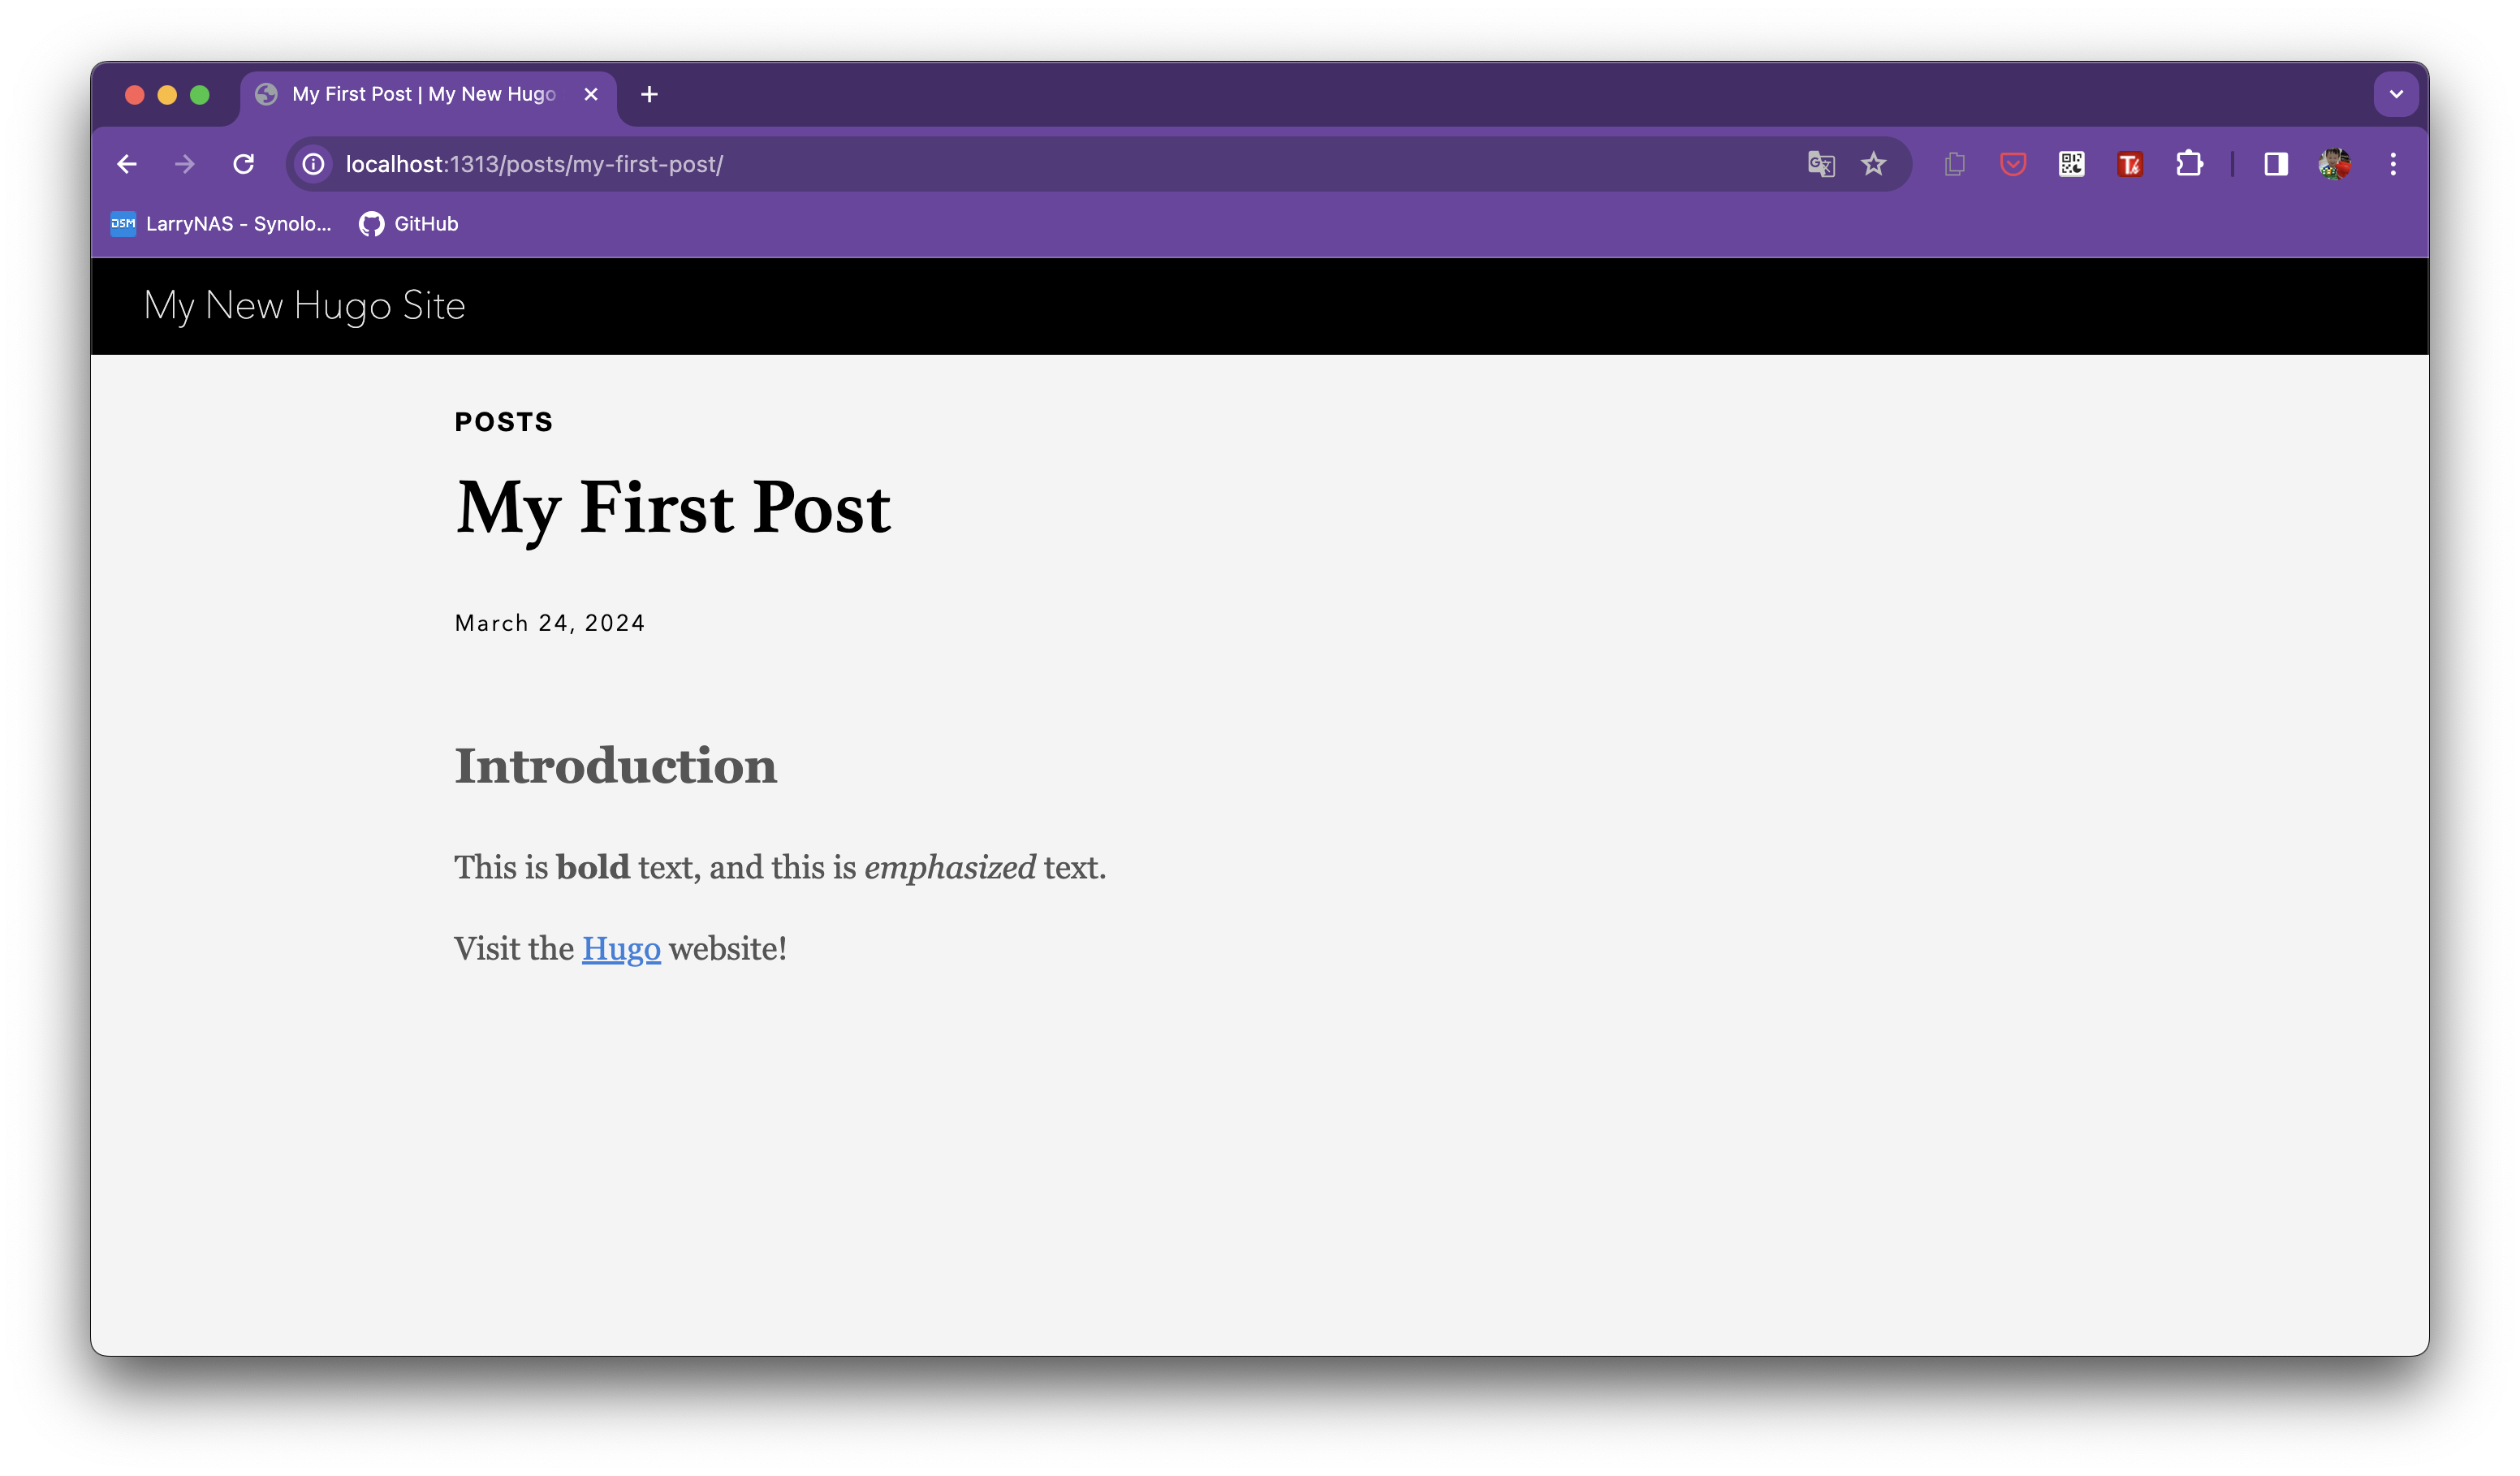 My First Post | My New Hugo
localhost:1313/posts/my-first-post/
DSM LarryNAS - Synolo... GitHub
My New Hugo Site
POSTS
My First Post
March 24, 2024
Introduction
This is bold text, and this is emphasized text.
Visit the Hugo website!